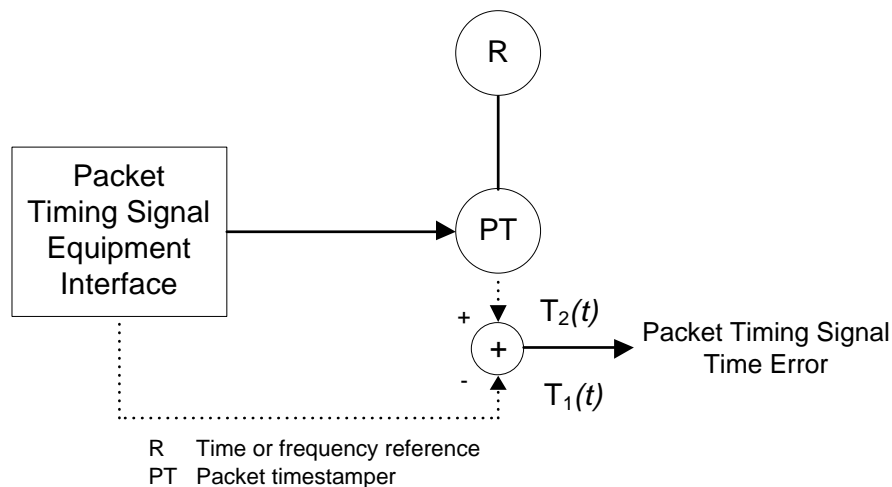 R
Packet
Timing Signal
Equipment
Interface
PT
+
T₂(t)
+
Packet Timing Signal
Time Error
-
T₁(t)
R Time or frequency reference
PT Packet timestamper